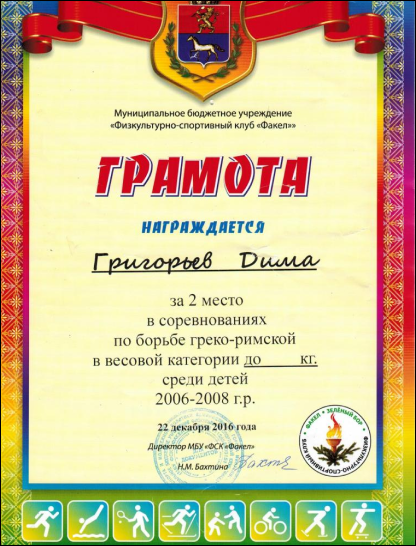 Муниципальное бюджетное учреждение
«Физкультурно-спортивный клуб «Факел»»
ГРАМОТА
НАГРАЖДАЕТСЯ
Григорьев Дима
за 2 место
в соревнованиях
по борьбе греко-римской
в весовой категории до кг.
среди детей
2006-2008 г.р.
22 декабря 2016 года
Директор МБУ «ФСК «Факел»
Н.М. Бахтина
ФАКЕЛ • ЗЕЛЁНЫЙ БОР • ФИЗКУЛЬТУРНО-СПОРТИВНЫЙ КЛУБ